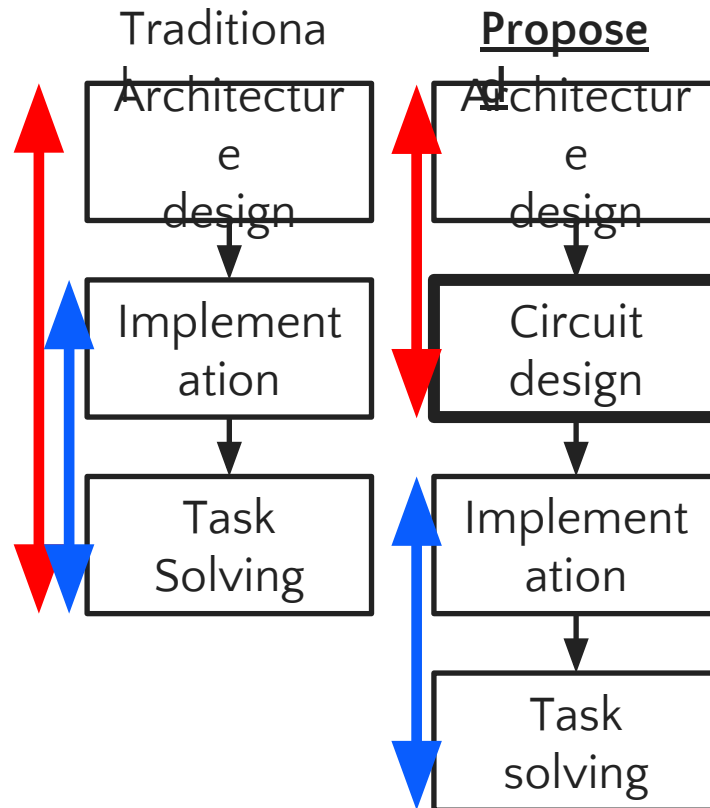 Traditiona
l
Architectur
e
design
Implement
ation
Task
Solving
Propose
d
Architectur
e
design
Circuit
design
Implement
ation
Task
solving